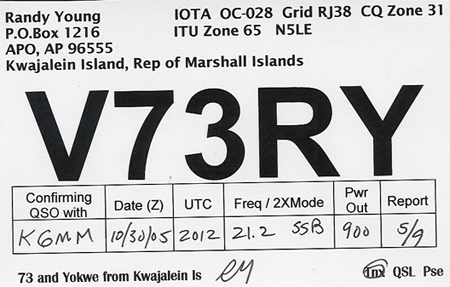 Randy Young IOTA OC-028 Grid RJ38 CQ Zone 31
P.O.Box 1216 ITU Zone 65 N5LE
APO, AP 96555
Kwajalein Island, Rep of Marshall Islands
V73RY
Confirming QSO with Date (Z) UTC Freq / 2XMode Pwr Out Report
K6MM 10/30/05 2012 21.2 SSB 900 5/9
73 and Yokwe from Kwajalein Is TNX QSL Pse